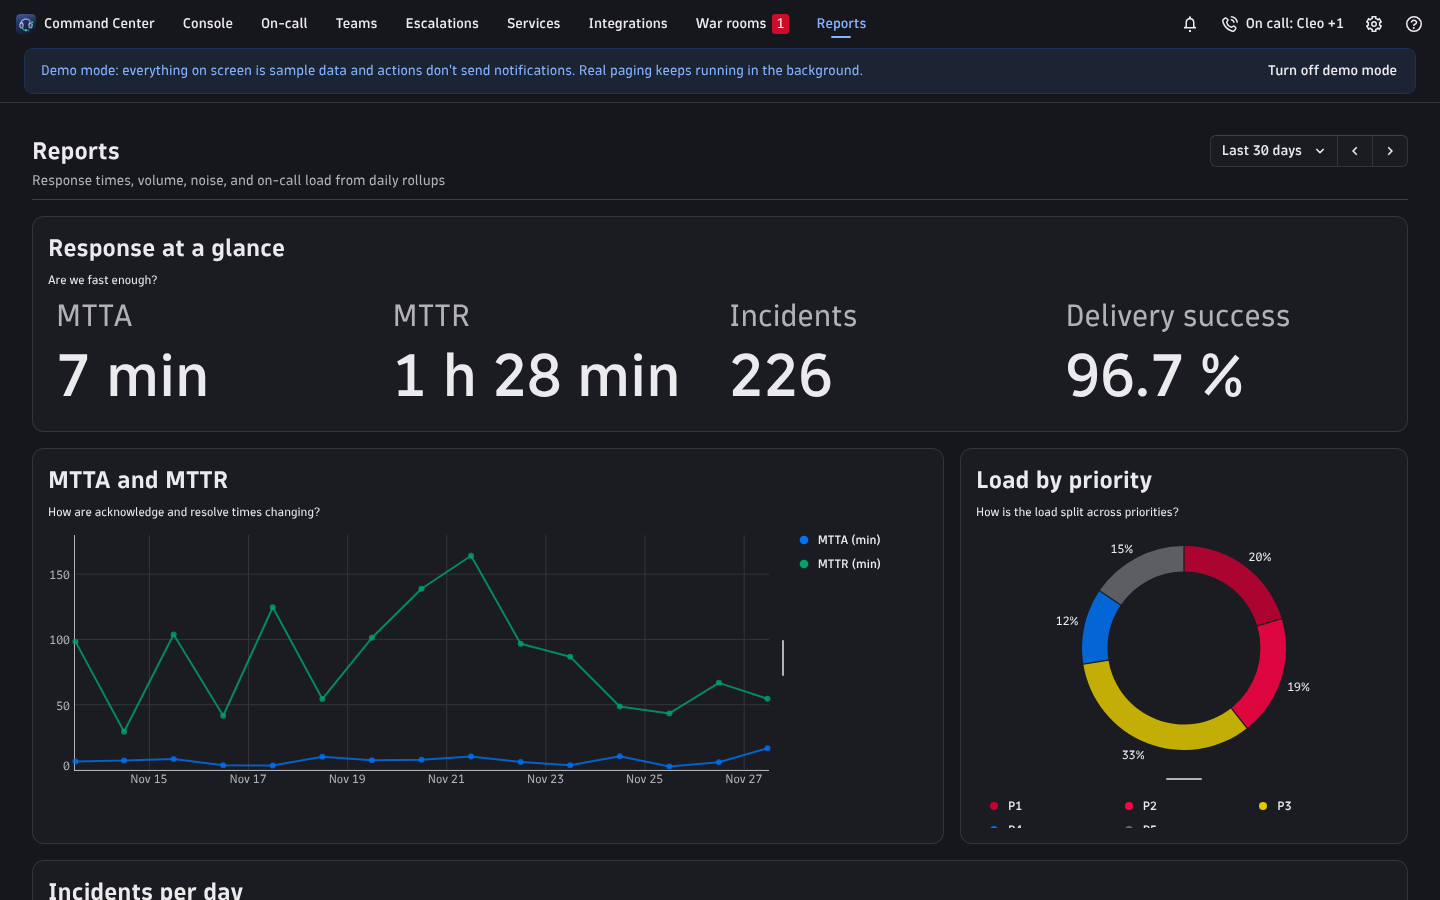 Command Center Console On-call Teams Escalations Services Integrations War rooms 1 Reports On call: Cleo +1
Demo mode: everything on screen is sample data and actions don't send notifications. Real paging keeps running in the background. Turn off demo mode
Reports
Response times, volume, noise, and on-call load from daily rollups
Last 30 days
Response at a glance
Are we fast enough?
MTTA
7 min
MTTR
1 h 28 min
Incidents
226
Delivery success
96.7 %
MTTA and MTTR
How are acknowledge and resolve times changing?
150
100
50
0
Nov 15 Nov 17 Nov 19 Nov 21 Nov 23 Nov 25 Nov 27
MTTA (min)
MTTR (min)
Load by priority
How is the load split across priorities?
15%
20%
12%
19%
33%
P1 P2 P3
Incidents per day